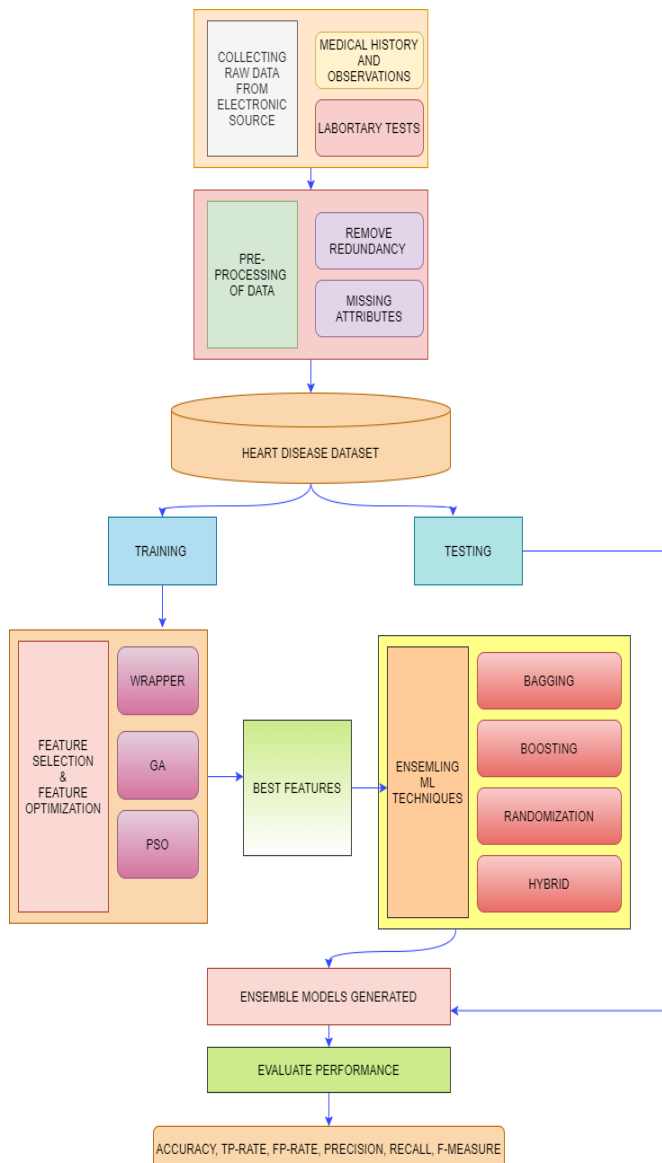 COLLECTING
RAW DATA
FROM
ELECTRONIC
SOURCE
MEDICAL HISTORY
AND
OBSERVATIONS
LABORTARY TESTS
PRE-
PROCESSING
OF DATA
REMOVE
REDUNDANCY
MISSING
ATTRIBUTES
HEART DISEASE DATASET
TRAINING
TESTING
FEATURE
SELECTION
&
FEATURE
OPTIMIZATION
WRAPPER
GA
PSO
BEST FEATURES
ENSEMLING
ML
TECHNIQUES
BAGGING
BOOSTING
RANDOMIZATION
HYBRID
ENSEMBLE MODELS GENERATED
EVALUATE PERFORMANCE
ACCURACY, TP-RATE, FP-RATE, PRECISION, RECALL, F-MEASURE